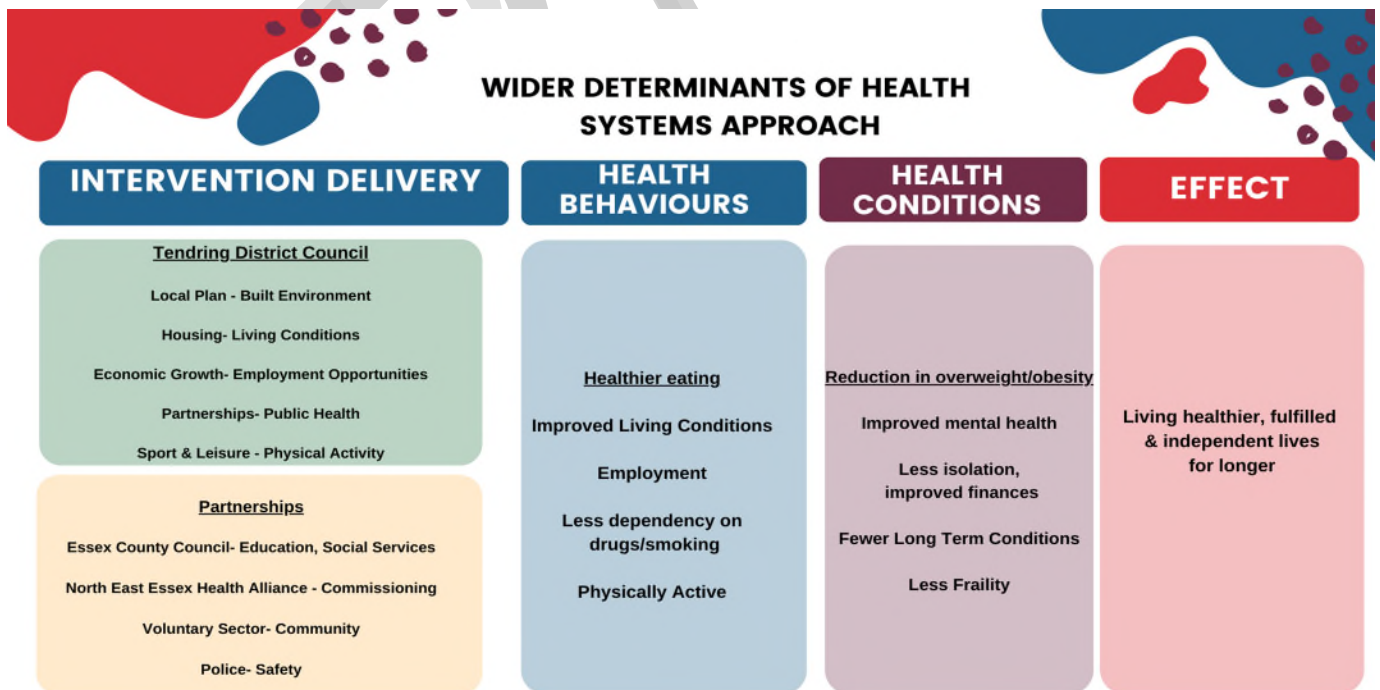 WIDER DETERMINANTS OF HEALTH
SYSTEMS APPROACH
INTERVENTION DELIVERY
Tendring District Council
Local Plan - Built Environment
Housing- Living Conditions
Economic Growth- Employment Opportunities
Partnerships- Public Health
Sport & Leisure - Physical Activity
Partnerships
Essex County Council- Education, Social Services
North East Essex Health Alliance - Commissioning
Voluntary Sector- Community
Police- Safety
HEALTH
BEHAVIOURS
Healthier eating
Improved Living Conditions
Employment
Less dependency on
drugs/smoking
Physically Active
HEALTH
CONDITIONS
Reduction in overweight/obesity
Improved mental health
Less isolation,
improved finances
Fewer Long Term Conditions
Less Fraility
EFFECT
Living healthier, fulfilled
& independent lives
for longer